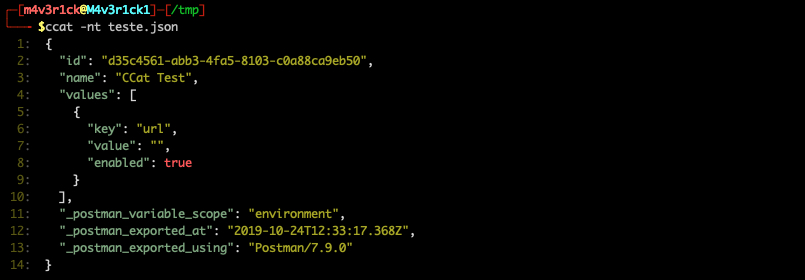 [m4v3r1ck@M4v3r1ck1]-[/tmp]
$ccat -nt teste.json
1: {
2:   "id": "d35c4561-abb3-4fa5-8103-c0a88ca9eb50",
3:   "name": "CCat Test",
4:   "values": [
5:     {
6:       "key": "url",
7:       "value": "",
8:       "enabled": true
9:     }
10:   ],
11:   "_postman_variable_scope": "environment",
12:   "_postman_exported_at": "2019-10-24T12:33:17.368Z",
13:   "_postman_exported_using": "Postman/7.9.0"
14: }